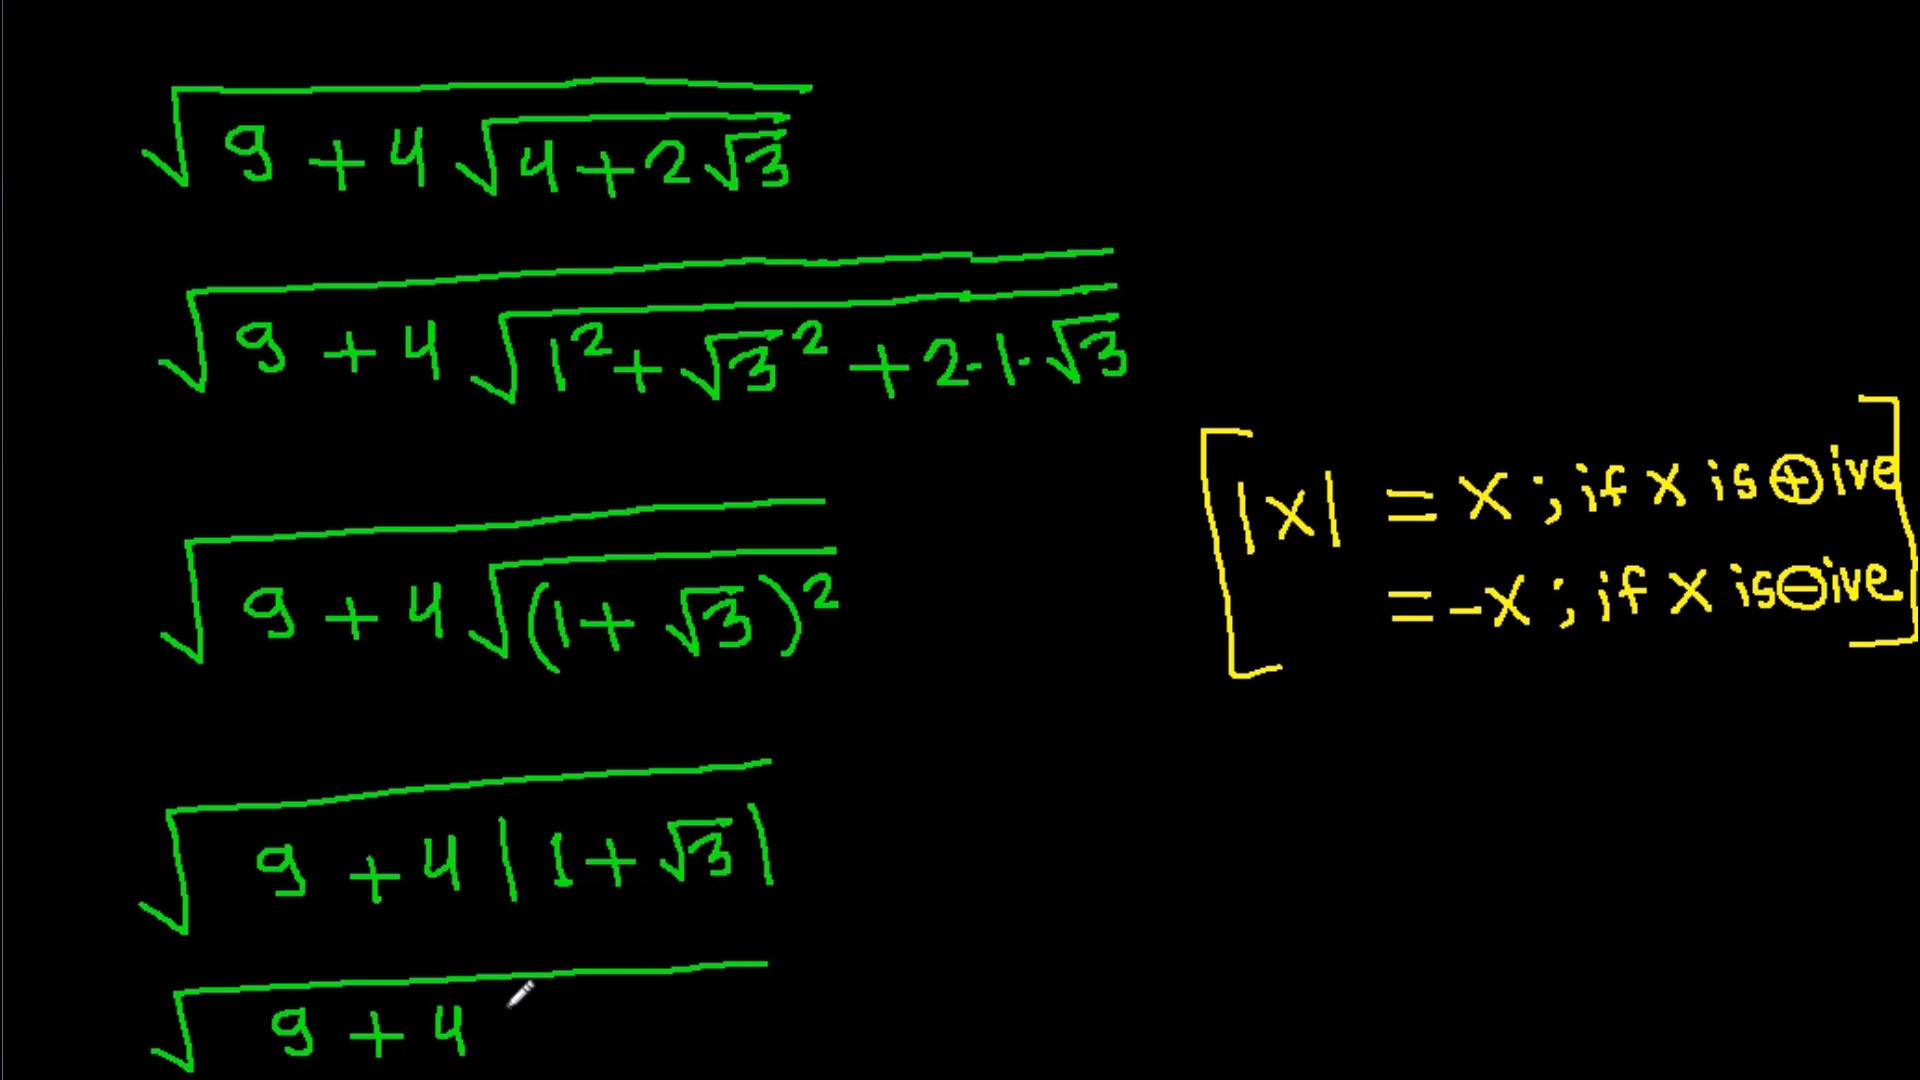 √(9 + 4√(4 + 2√3))
√(9 + 4√(1² + √3² + 2·1·√3))
√(9 + 4√((1 + √3)²))
√(9 + 4|1 + √3|)
√(9 + 4
[|x| = x ; if x is ⊕ive
= -x ; if x is ⊖ive]